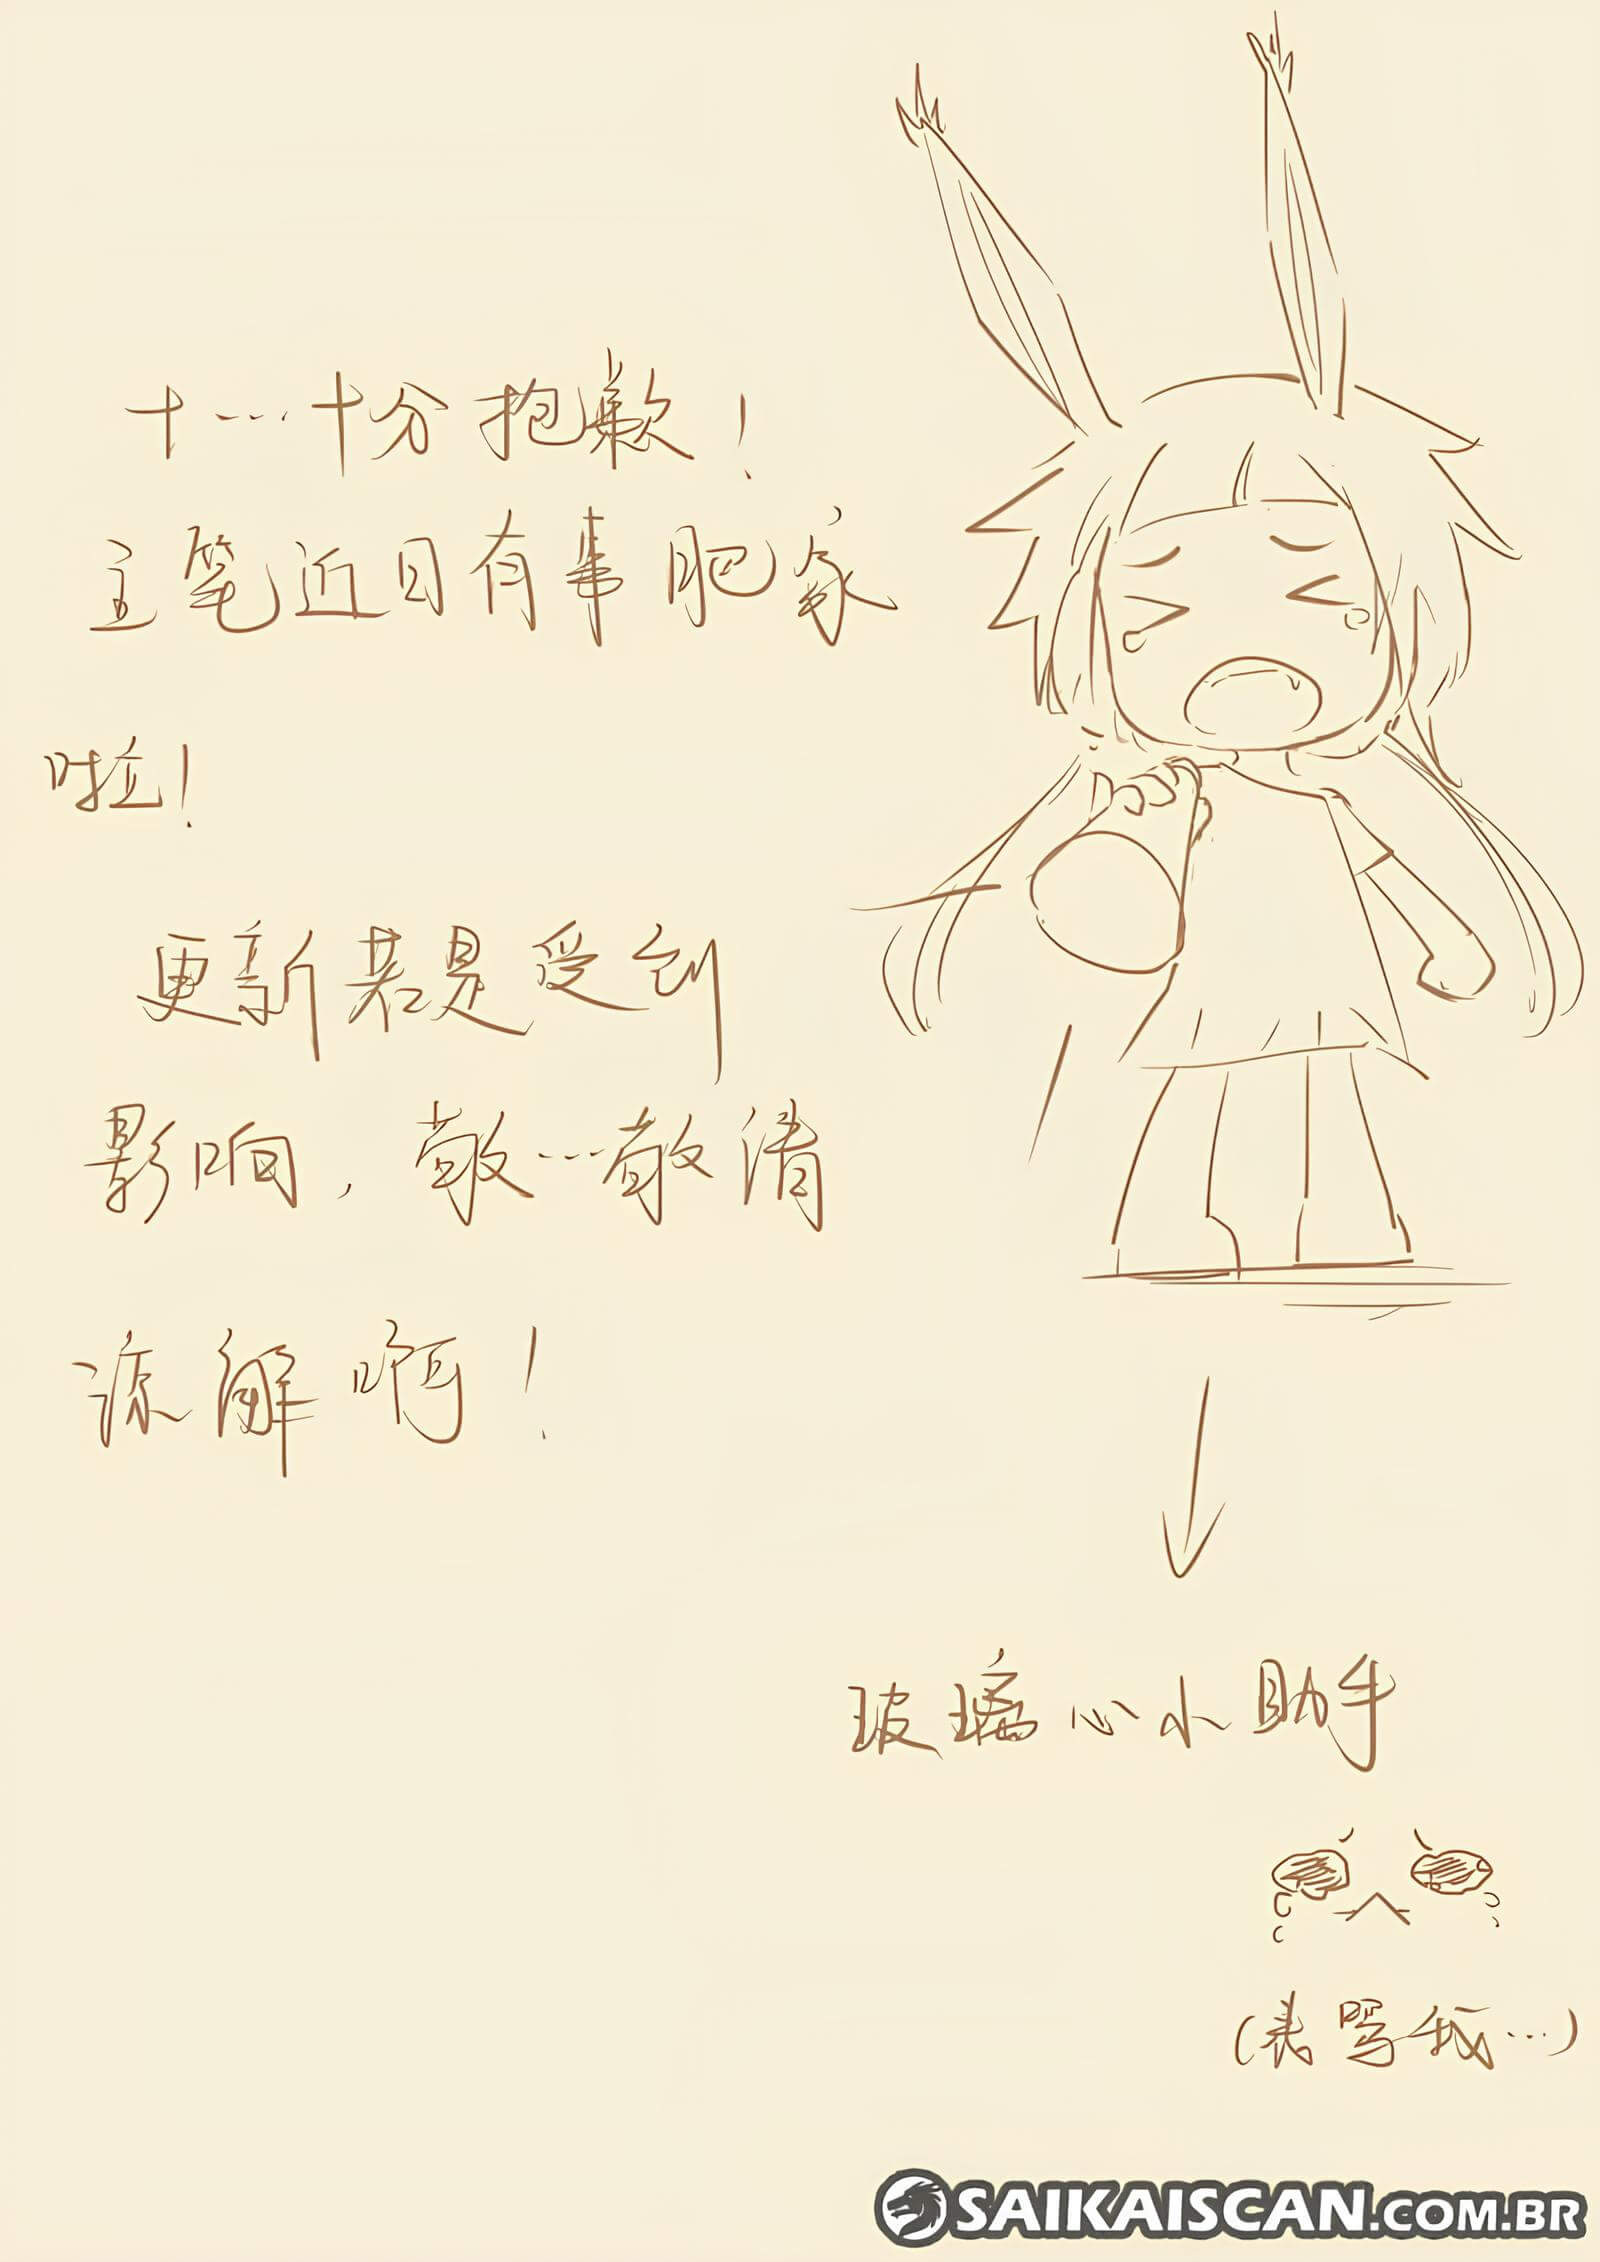 十…十分抱歉！
主笔近日有事肥家
啦！
更新若是受到
影响，敬…敬请
谅解啊！
玻璃心小助手
(表骂我…)
SAIKAISCAN.COM.BR